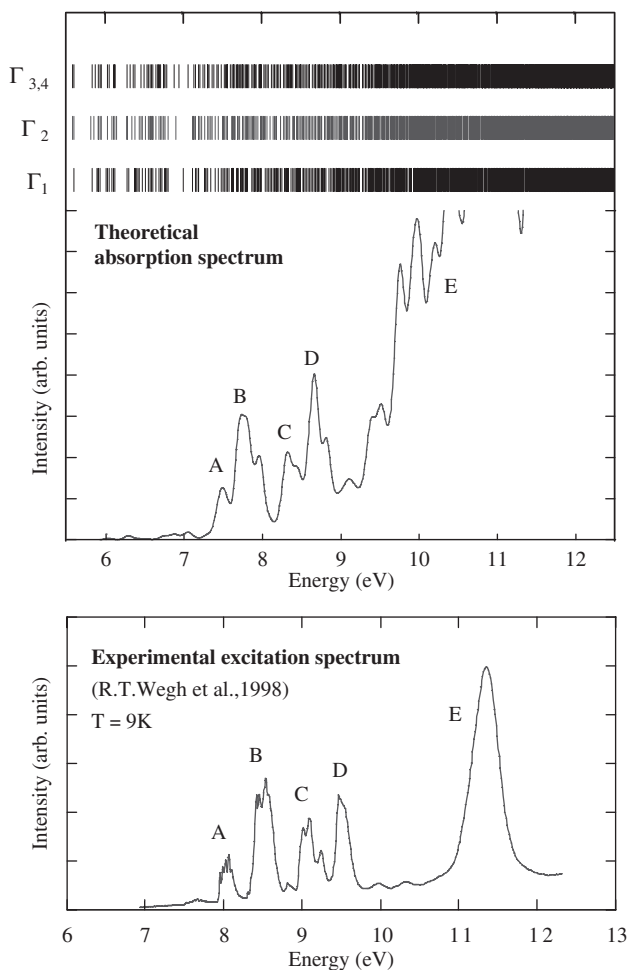 Γ3,4
Γ2
Γ1
Theoretical
absorption spectrum
A
B
C
D
E
Intensity (arb. units)
6 7 8 9 10 11 12
Energy (eV)
Experimental excitation spectrum
(R.T.Wegh et al.,1998)
T = 9K
A
B
C
D
E
Intensity (arb. units)
6 7 8 9 10 11 12 13
Energy (eV)